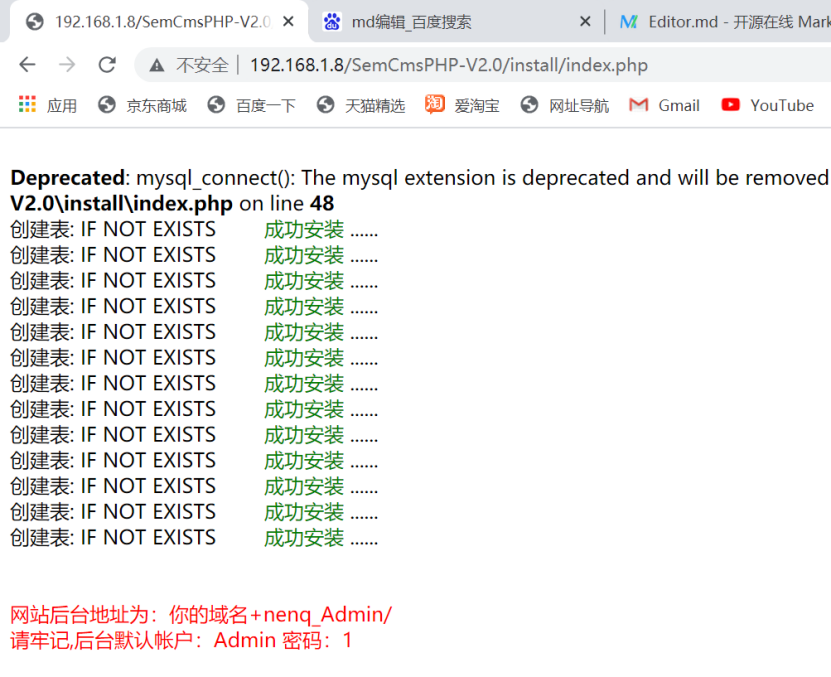 192.168.1.8/SemCmsPHP-V2.0
md编辑_百度搜索
Editor.md - 开源在线 Mark
不安全 | 192.168.1.8/SemCmsPHP-V2.0/install/index.php
应用 京东商城 百度一下 天猫精选 淘 爱淘宝 网址导航 Gmail YouTube
Deprecated: mysql_connect(): The mysql extension is deprecated and will be removed
V2.0\install\index.php on line 48
创建表: IF NOT EXISTS 成功安装 ......
创建表: IF NOT EXISTS 成功安装 ......
创建表: IF NOT EXISTS 成功安装 ......
创建表: IF NOT EXISTS 成功安装 ......
创建表: IF NOT EXISTS 成功安装 ......
创建表: IF NOT EXISTS 成功安装 ......
创建表: IF NOT EXISTS 成功安装 ......
创建表: IF NOT EXISTS 成功安装 ......
创建表: IF NOT EXISTS 成功安装 ......
创建表: IF NOT EXISTS 成功安装 ......
创建表: IF NOT EXISTS 成功安装 ......
创建表: IF NOT EXISTS 成功安装 ......
创建表: IF NOT EXISTS 成功安装 ......
网站后台地址为：你的域名+nenq_Admin/
请牢记,后台默认帐户：Admin 密码：1